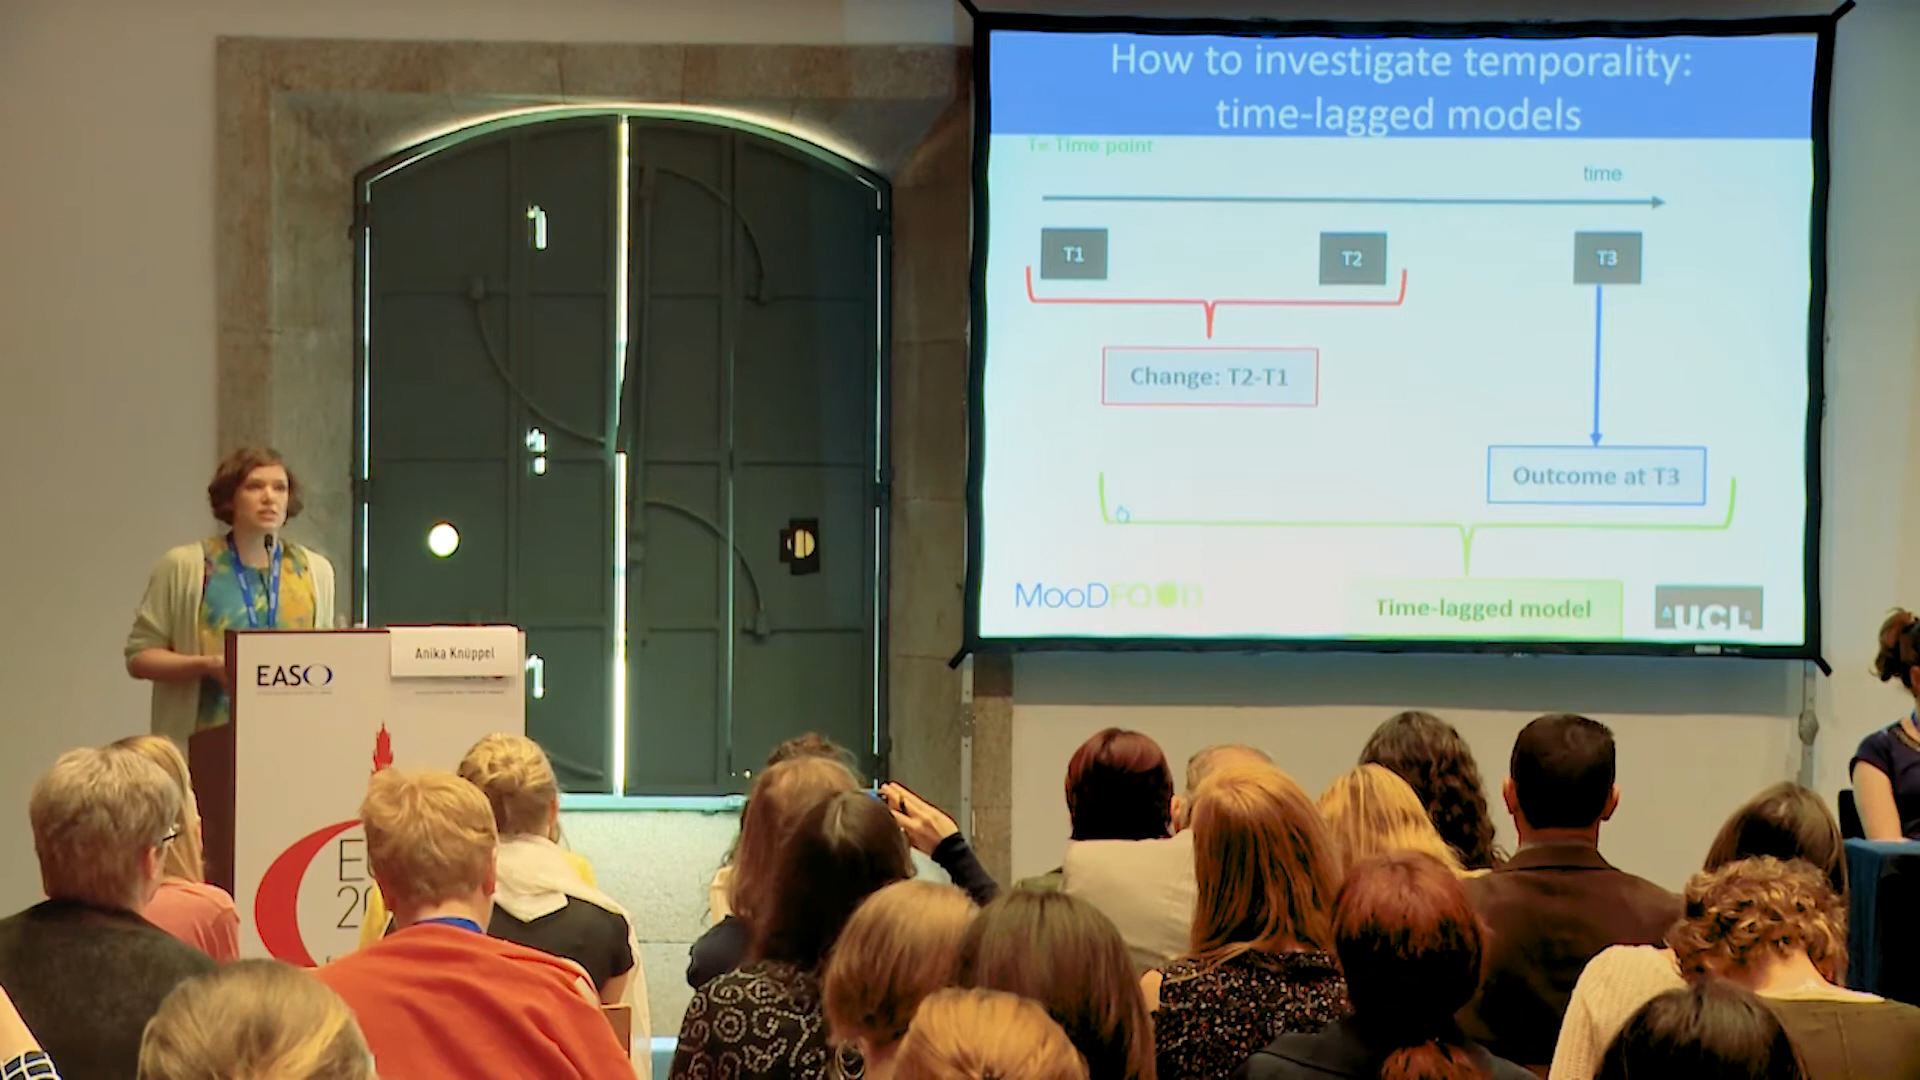 How to investigate temporality:
time-lagged models
T= Time point
time
T1
T2
T3
Change: T2-T1
Outcome at T3
MooDFOOD
Time-lagged model
UCL
Anika Knüppel
EASO